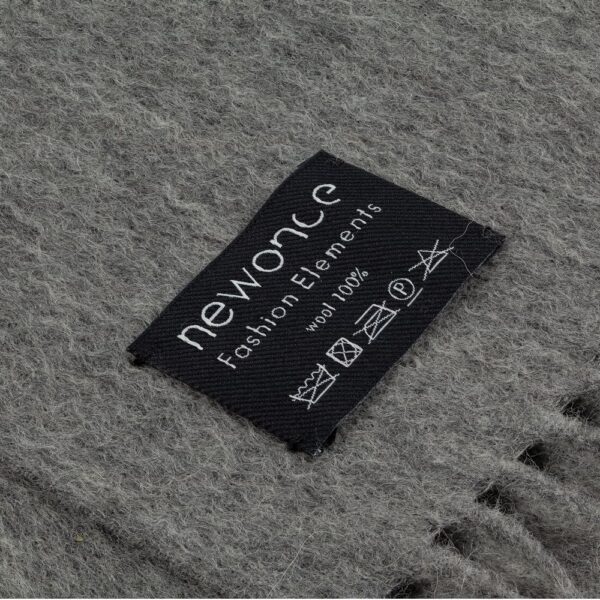 newonce
Fashion Elements
wool 100%
P